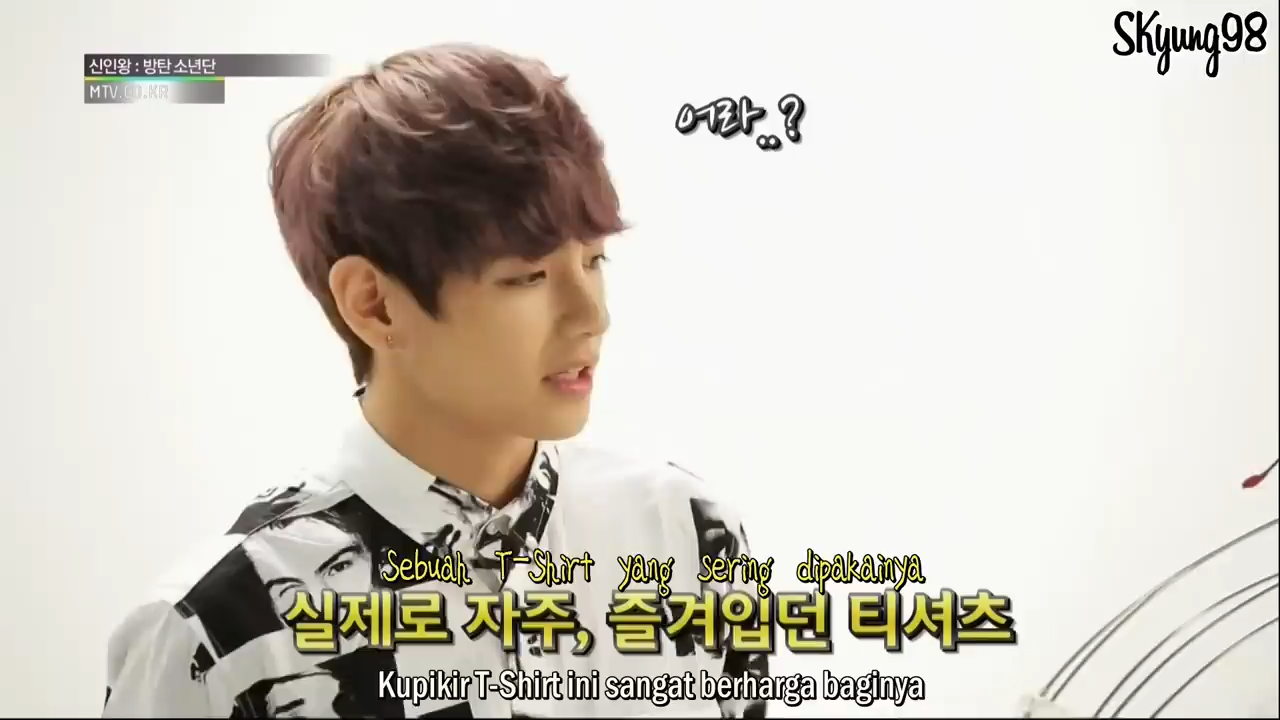 SKyung98
신인왕 : 방탄 소년단
MTV.CO.KR
어라..?
Sebuah T-Shirt yang sering dipakainya
실제로 자주, 즐겨입던 티셔츠
Kupikir T-Shirt ini sangat berharga baginya